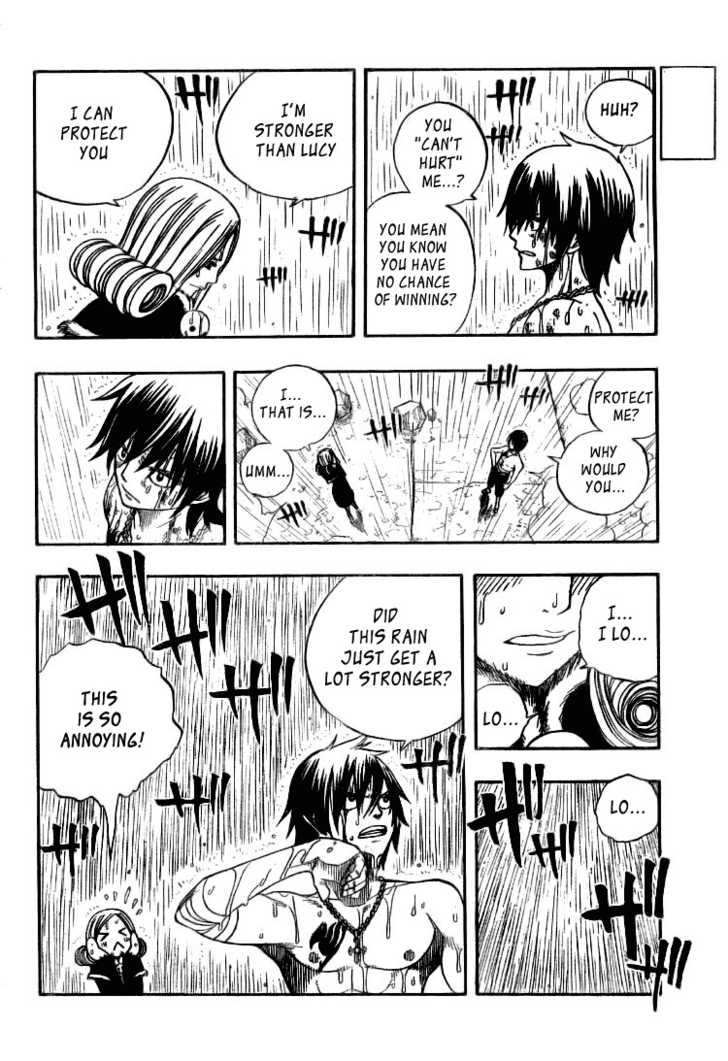 HUH?
YOU
"CAN'T
HURT"
ME...?
YOU MEAN
YOU KNOW
YOU HAVE
NO CHANCE
OF WINNING?
I'M
STRONGER
THAN LUCY
I CAN
PROTECT
YOU
PROTECT
ME?
WHY
WOULD
YOU...
I...
THAT IS...
UMM...
I...
I LO...
LO...
LO...
DID
THIS RAIN
JUST GET A
LOT STRONGER?
THIS
IS SO
ANNOYING!